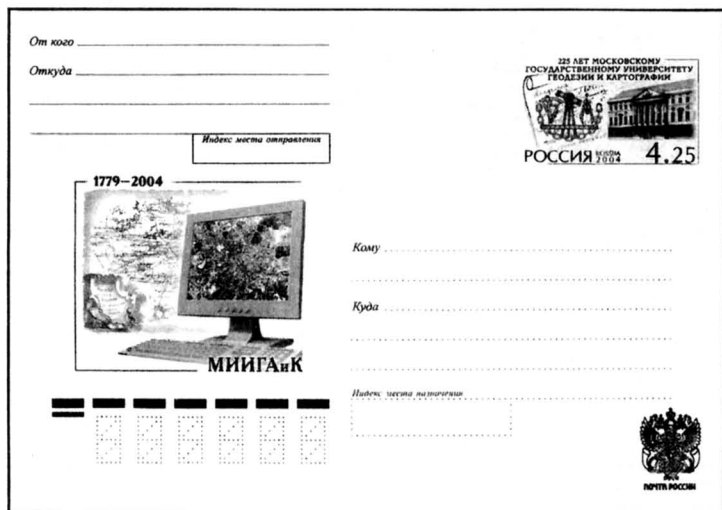 От кого
Откуда
Индекс места отправления
225 ЛЕТ МОСКОВСКОМУ
ГОСУДАРСТВЕННОМУ УНИВЕРСИТЕТУ
ГЕОДЕЗИИ И КАРТОГРАФИИ
РОССИЯ ROSSIA 2004 4.25
1779–2004
МИИГАиК
Кому
Куда
Индекс места назначения
ПОЧТА РОССИИ